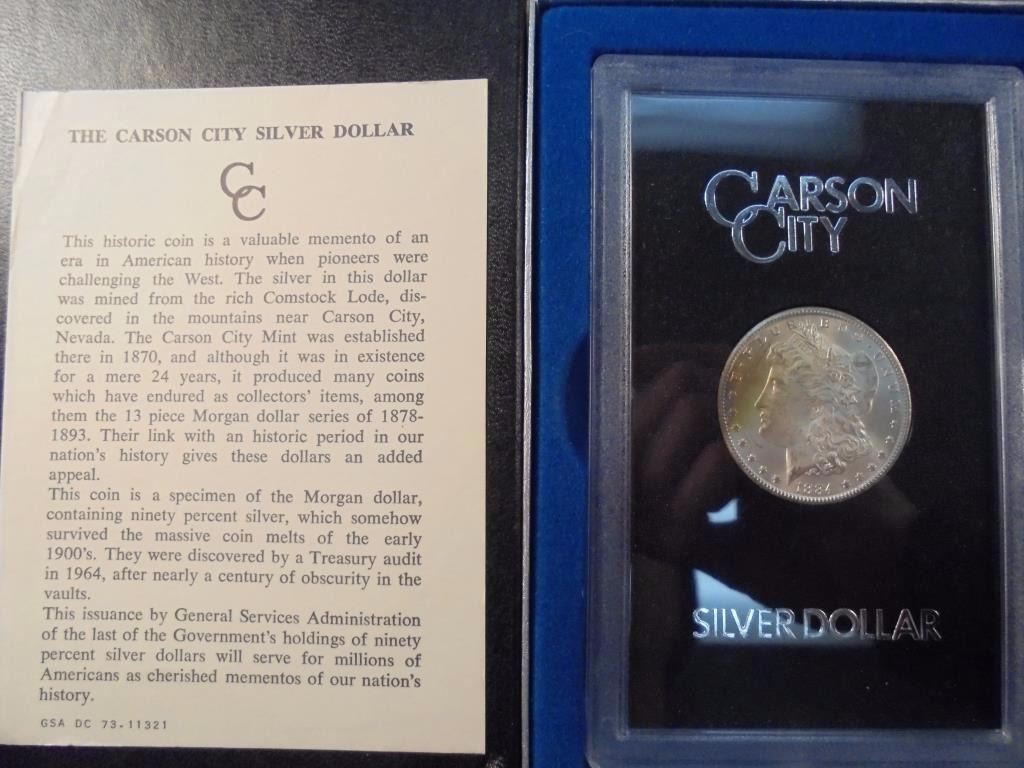 THE CARSON CITY SILVER DOLLAR
CC
This historic coin is a valuable memento of an
era in American history when pioneers were
challenging the West. The silver in this dollar
was mined from the rich Comstock Lode, dis-
covered in the mountains near Carson City,
Nevada. The Carson City Mint was established
there in 1870, and although it was in existence
for a mere 24 years, it produced many coins
which have endured as collectors' items, among
them the 13 piece Morgan dollar series of 1878-
1893. Their link with an historic period in our
nation's history gives these dollars an added
appeal.
This coin is a specimen of the Morgan dollar,
containing ninety percent silver, which somehow
survived the massive coin melts of the early
1900's. They were discovered by a Treasury audit
in 1964, after nearly a century of obscurity in the
vaults.
This issuance by General Services Administration
of the last of the Government's holdings of ninety
percent silver dollars will serve for millions of
Americans as cherished mementos of our nation's
history.
GSA DC 73-11321
CARSON
CITY
E·PLURIBUS·UNUM
1884
SILVER DOLLAR